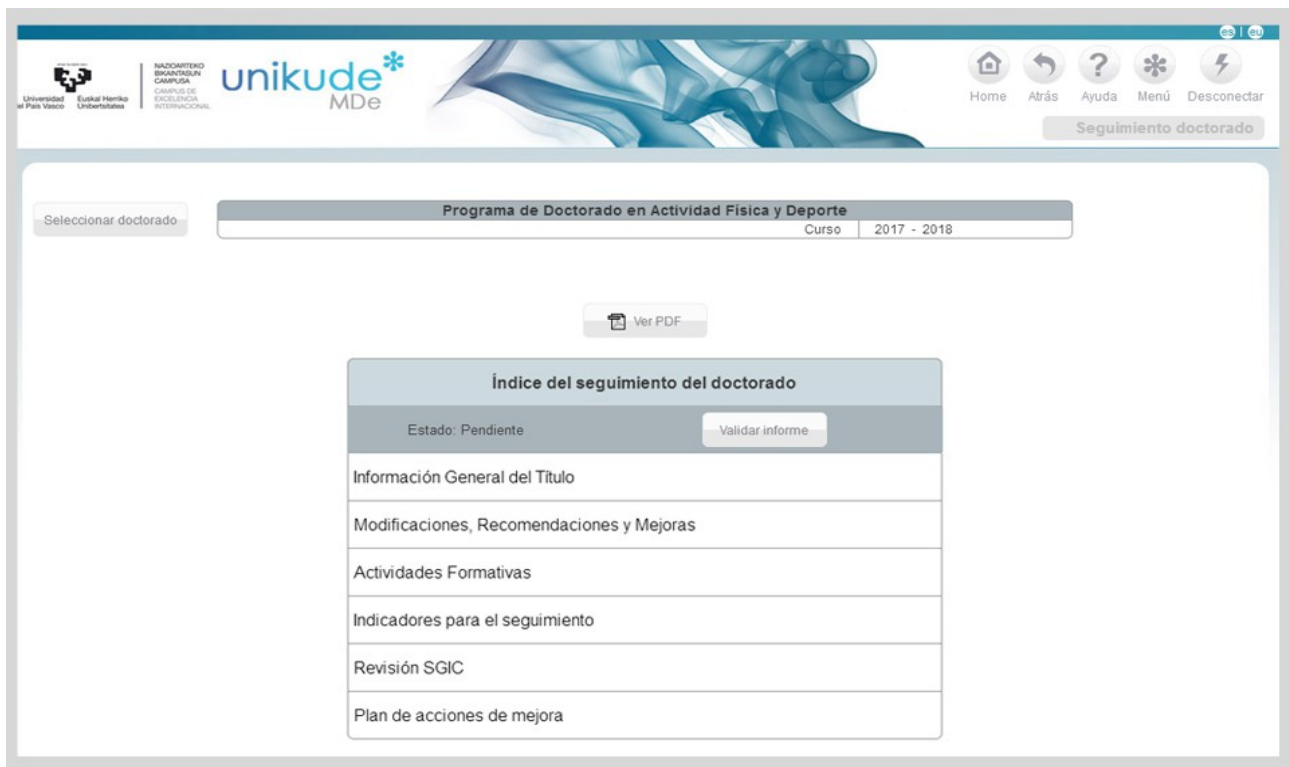 es | eu
Universidad Euskal Herriko
el País Vasco Unibertsitatea
NAZIOARTEKO
BIKAINTASUN
CAMPUSA
CAMPUS DE
EXCELENCIA
INTERNACIONAL
unikude*
MDe
Home Atrás Ayuda Menú Desconectar
Seguimiento doctorado
Seleccionar doctorado
Programa de Doctorado en Actividad Física y Deporte
Curso 2017 - 2018
Ver PDF
Índice del seguimiento del doctorado
Estado: Pendiente Validar informe
Información General del Título
Modificaciones, Recomendaciones y Mejoras
Actividades Formativas
Indicadores para el seguimiento
Revisión SGIC
Plan de acciones de mejora